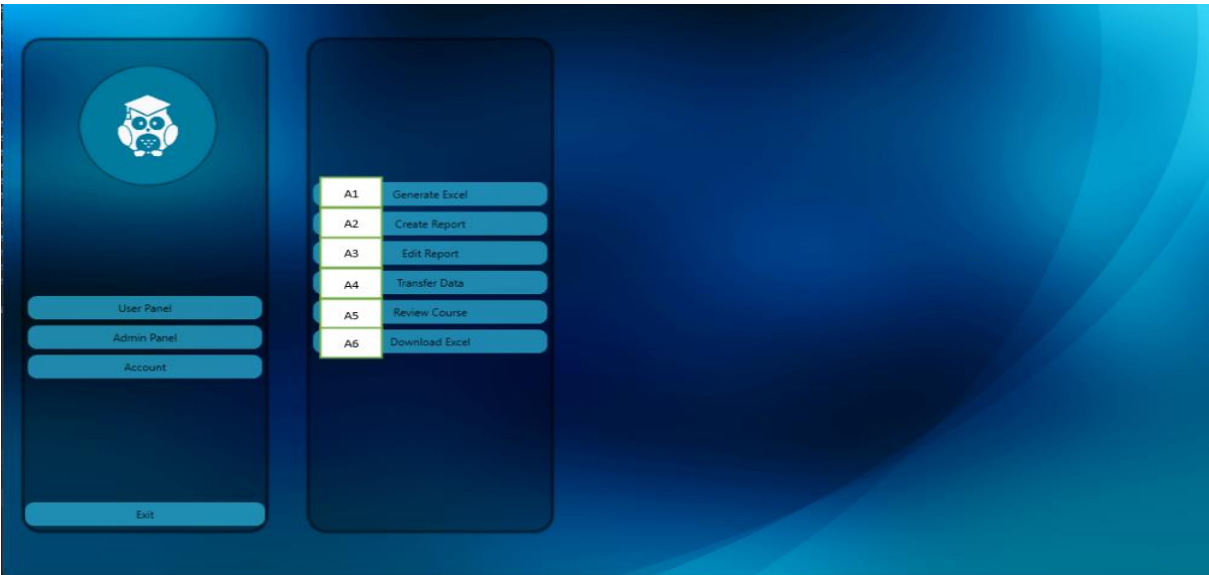 User Panel
Admin Panel
Account
Exit
A1 Generate Excel
A2 Create Report
A3 Edit Report
A4 Transfer Data
A5 Review Course
A6 Download Excel